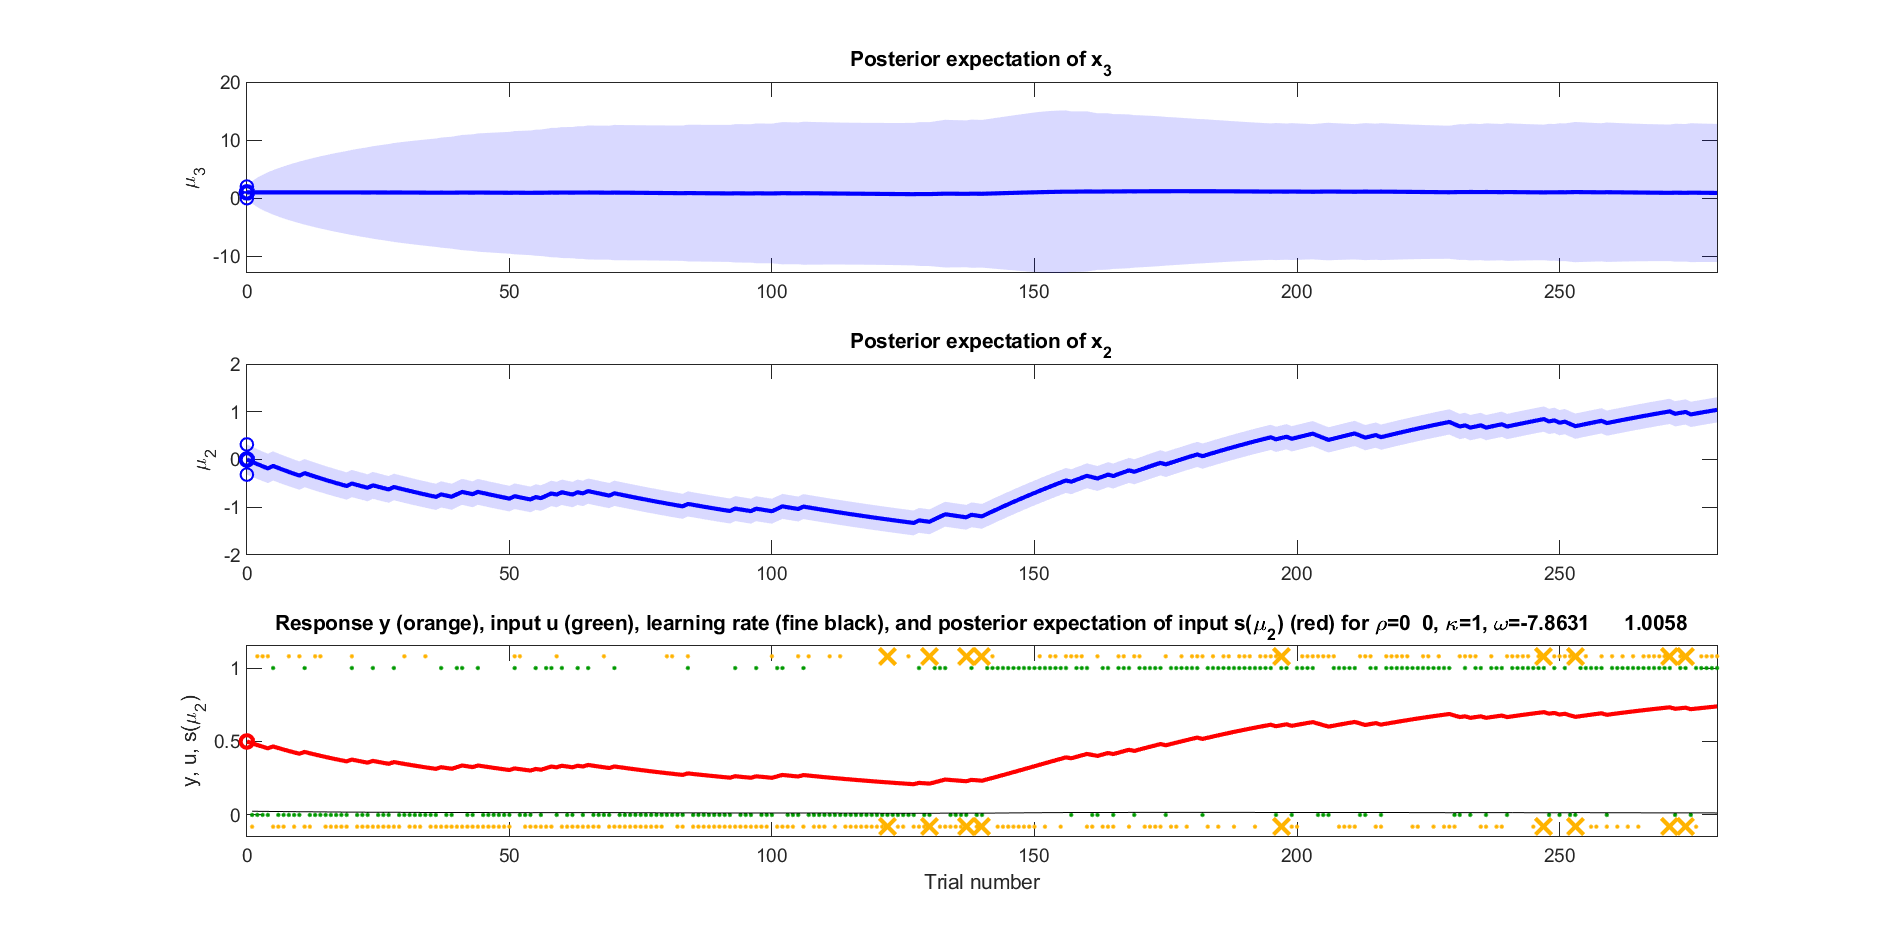 Posterior expectation of x₃
20
10
0
-10
μ₃
0 50 100 150 200 250
Posterior expectation of x₂
2
1
0
-1
-2
μ₂
0 50 100 150 200 250
Response y (orange), input u (green), learning rate (fine black), and posterior expectation of input s(μ₂) (red) for ρ=0 0, κ=1, ω=-7.8631 1.0058
1
0.5
0
y, u, s(μ₂)
0 50 100 150 200 250
Trial number